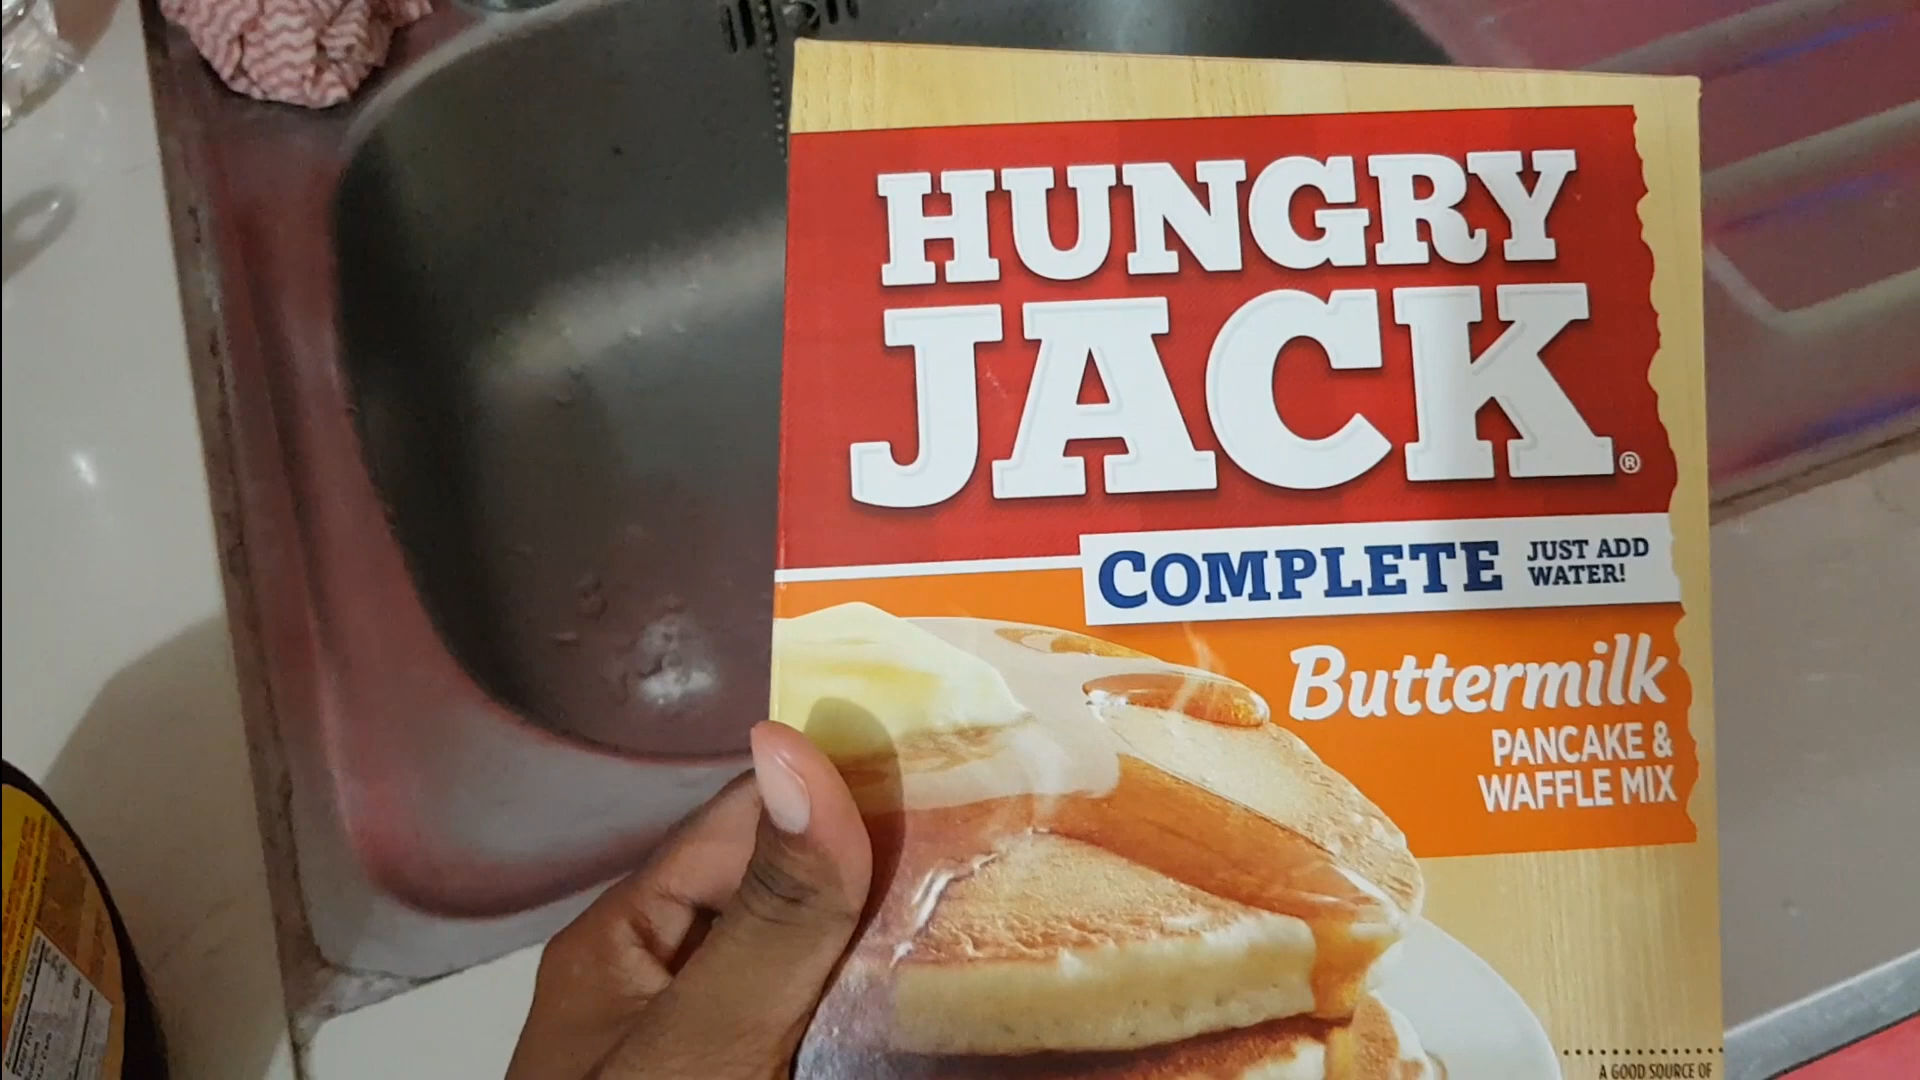 HUNGRY
JACK®
COMPLETE
JUST ADD
WATER!
Buttermilk
PANCAKE &
WAFFLE MIX
A GOOD SOURCE OF